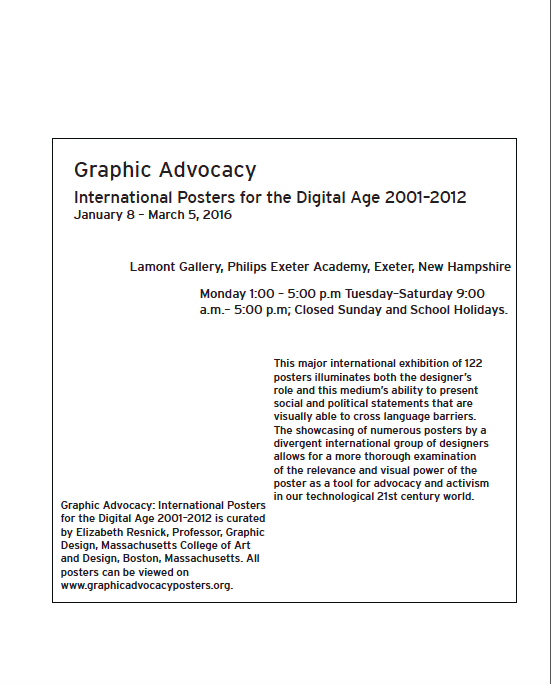 Graphic Advocacy
International Posters for the Digital Age 2001–2012
January 8 – March 5, 2016
Lamont Gallery, Philips Exeter Academy, Exeter, New Hampshire
Monday 1:00 – 5:00 p.m Tuesday–Saturday 9:00
a.m.– 5:00 p.m; Closed Sunday and School Holidays.
This major international exhibition of 122
posters illuminates both the designer's
role and this medium's ability to present
social and political statements that are
visually able to cross language barriers.
The showcasing of numerous posters by a
divergent international group of designers
allows for a more thorough examination
of the relevance and visual power of the
poster as a tool for advocacy and activism
in our technological 21st century world.
Graphic Advocacy: International Posters
for the Digital Age 2001–2012 is curated
by Elizabeth Resnick, Professor, Graphic
Design, Massachusetts College of Art
and Design, Boston, Massachusetts. All
posters can be viewed on
www.graphicadvocacyposters.org.